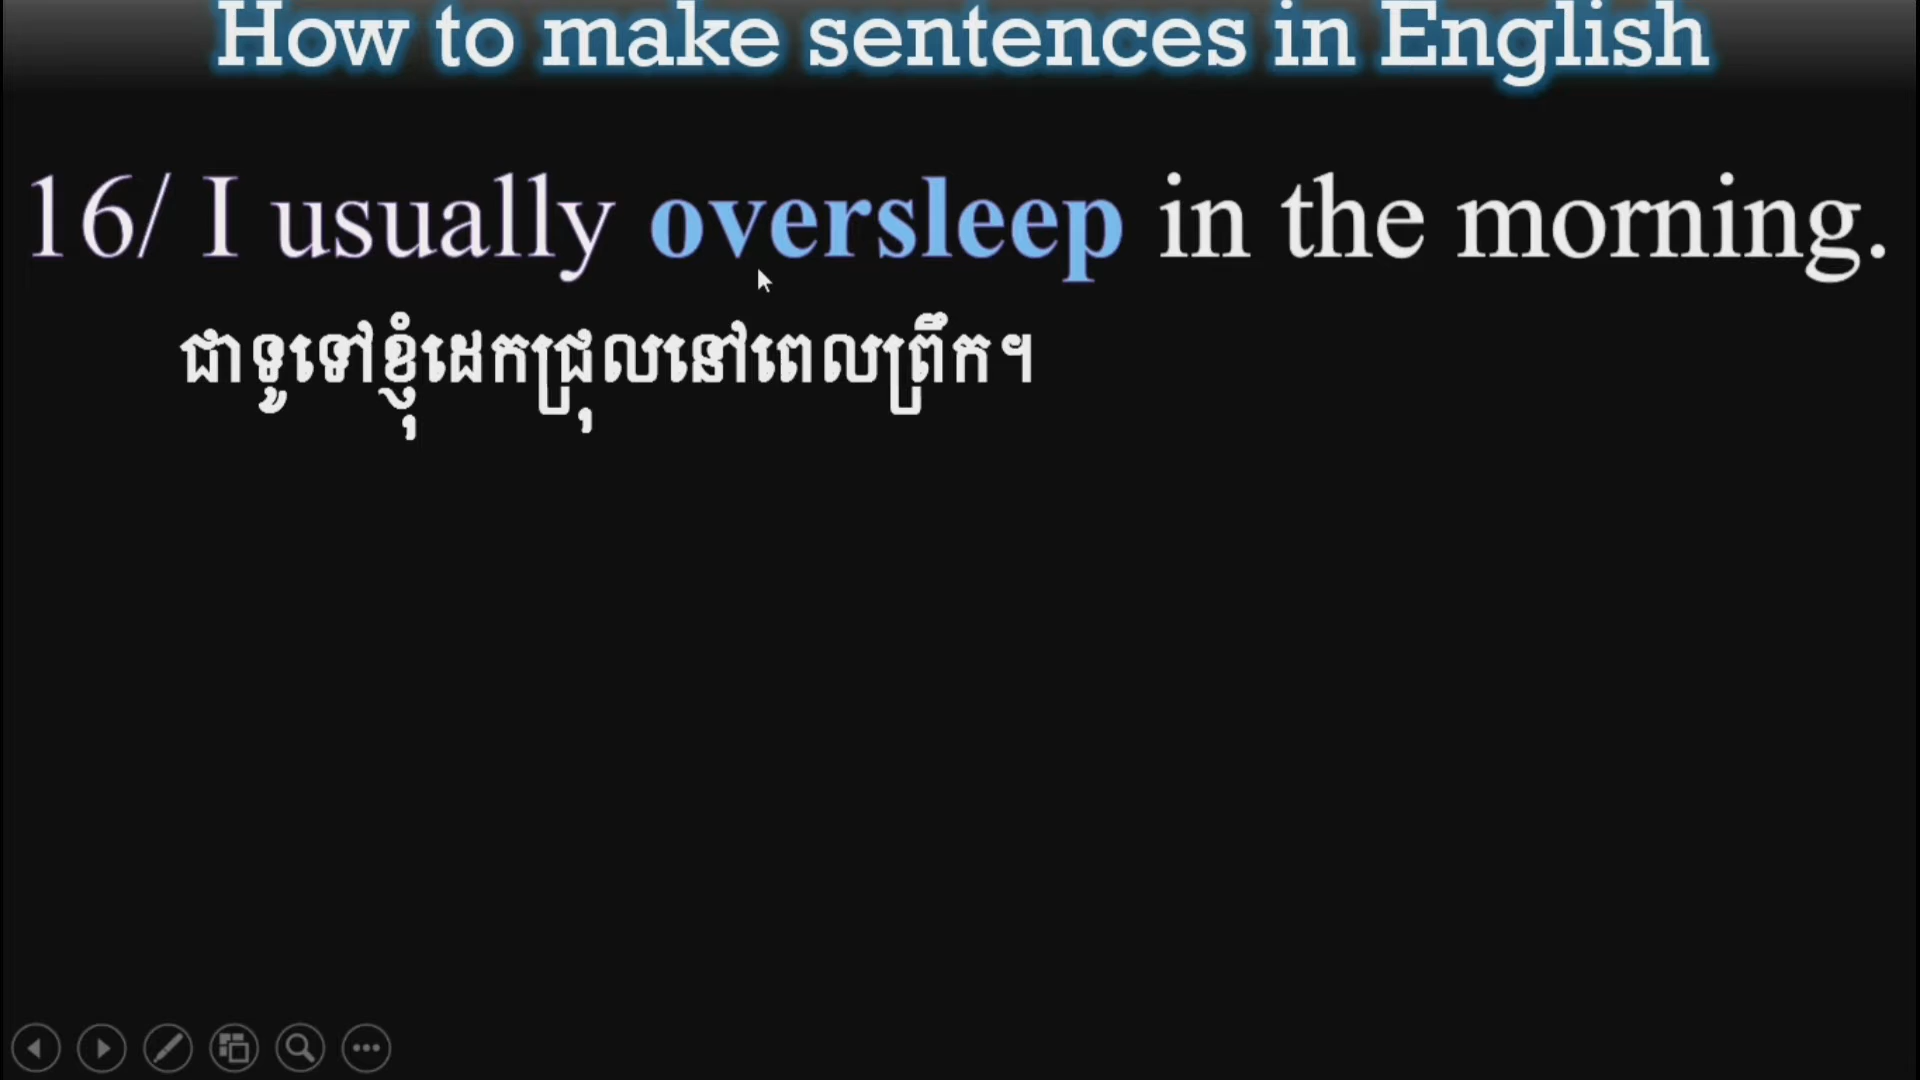 How to make sentences in English
16/ I usually oversleep in the morning.
ជាទូទៅខ្ញុំដេកជ្រុលនៅពេលព្រឹក។